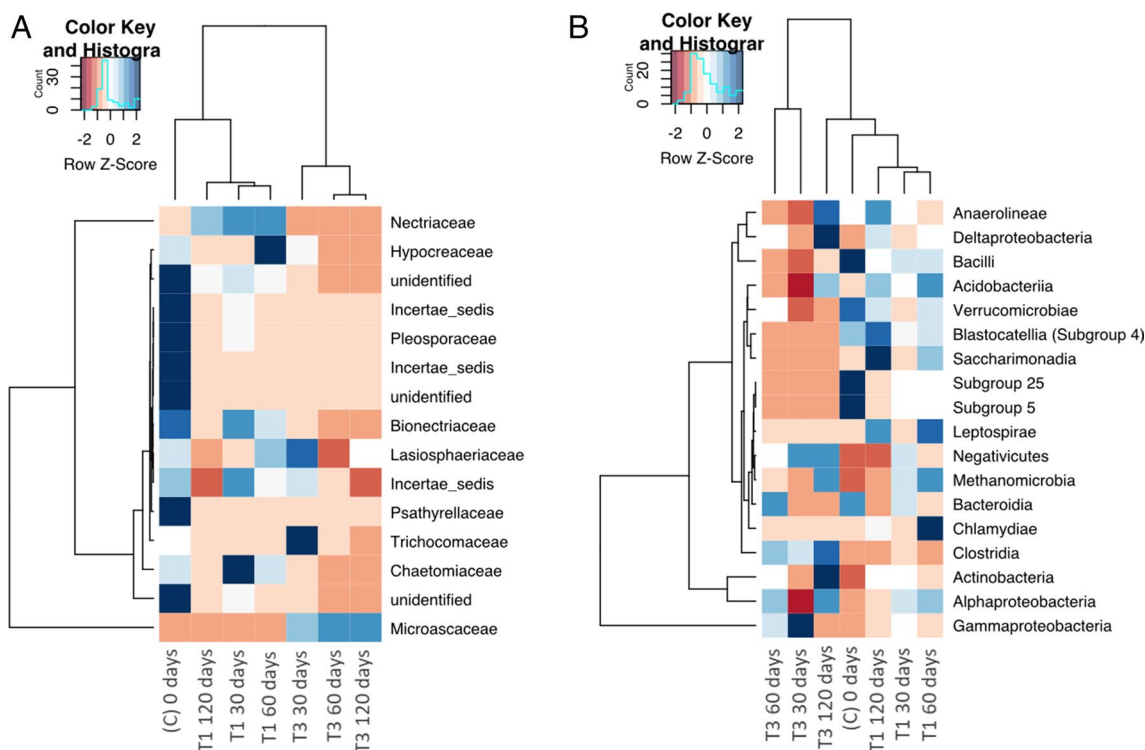 A
Color Key
and Histogra
Count
0 30
-2 0 2
Row Z-Score
Nectriaceae
Hypocreaceae
unidentified
Incertae_sedis
Pleosporaceae
Incertae_sedis
unidentified
Bionectriaceae
Lasiosphaeriaceae
Incertae_sedis
Psathyrellaceae
Trichocomaceae
Chaetomiaceae
unidentified
Microascaceae
(C) 0 days
T1 120 days
T1 30 days
T1 60 days
T3 30 days
T3 60 days
T3 120 days
B
Color Key
and Histograr
Count
0 20
-2 0 2
Row Z-Score
Anaerolineae
Deltaproteobacteria
Bacilli
Acidobacteriia
Verrucomicrobiae
Blastocatellia (Subgroup 4)
Saccharimonadia
Subgroup 25
Subgroup 5
Leptospirae
Negativicutes
Methanomicrobia
Bacteroidia
Chlamydiae
Clostridia
Actinobacteria
Alphaproteobacteria
Gammaproteobacteria
T3 60 days
T3 30 days
T3 120 days
(C) 0 days
T1 120 days
T1 30 days
T1 60 days